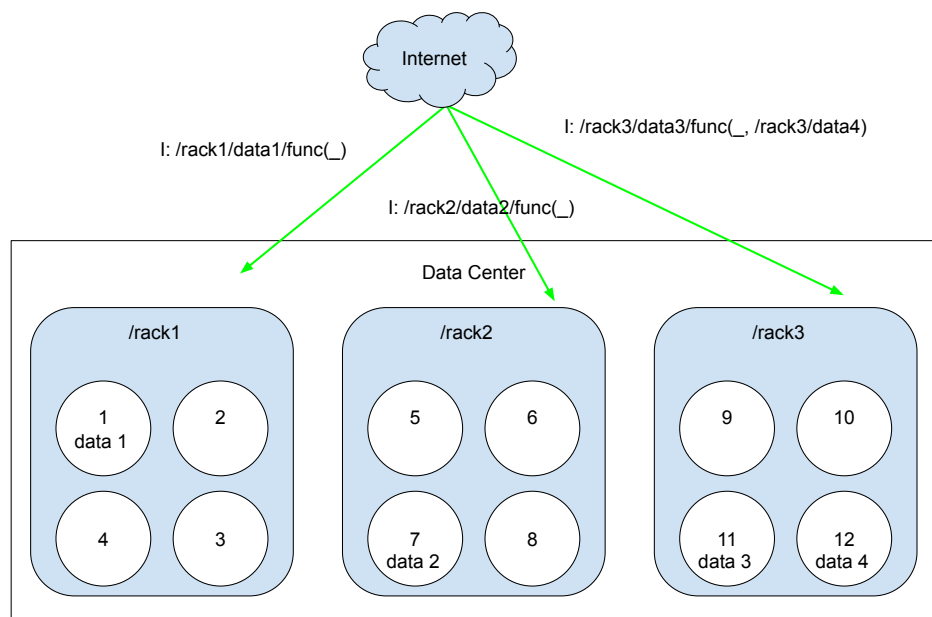 Internet
I: /rack3/data3/func(_, /rack3/data4)
I: /rack1/data1/func(_)
I: /rack2/data2/func(_)
Data Center
/rack1
/rack2
/rack3
1
data 1
2
5
6
9
10
4
3
7
data 2
8
11
data 3
12
data 4